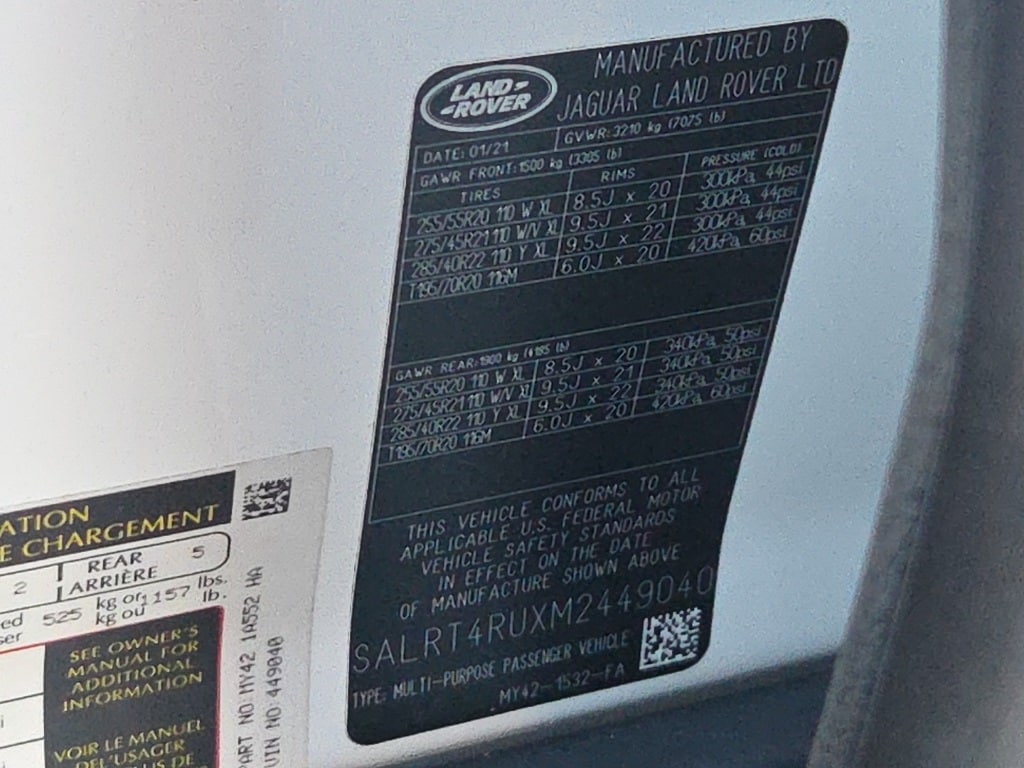 LAND-
-ROVER
MANUFACTURED BY
JAGUAR LAND ROVER LTD
DATE: 01/21 GVWR: 3210 kg (7075 lb)
GAWR FRONT: 1500 kg (3305 lb)
TIRES RIMS PRESSURE (COLD)
255/55R20 110 W XL 8.5J x 20 300kPa, 44psi
275/45R21 110 W/V XL 9.5J x 21 300kPa, 44psi
285/40R22 110 Y XL 9.5J x 22 300kPa, 44psi
T195/70R20 116M 6.0J x 20 420kPa, 60psi
GAWR REAR: 1900 kg (4185 lb)
255/55R20 110 W XL 8.5J x 20 340kPa, 50psi
275/45R21 110 W/V XL 9.5J x 21 340kPa, 50psi
285/40R22 110 Y XL 9.5J x 22 340kPa, 50psi
T195/70R20 116M 6.0J x 20 420kPa, 60psi
THIS VEHICLE CONFORMS TO ALL
APPLICABLE U.S. FEDERAL MOTOR
VEHICLE SAFETY STANDARDS
IN EFFECT ON THE DATE
OF MANUFACTURE SHOWN ABOVE
SALRT4RUXM2449040
TYPE: MULTI-PURPOSE PASSENGER VEHICLE
MY42-1532-FA
ATION
E CHARGEMENT
2 REAR 5
ARRIÈRE
ed 525 kg or 1157 lbs.
ser kg ou lb.
SEE OWNER'S
MANUAL FOR
ADDITIONAL
INFORMATION
VOIR LE MANUEL
DE L'USAGER
PLUS DE
PART NO: MY42 1A552 HA
VIN NO 449040